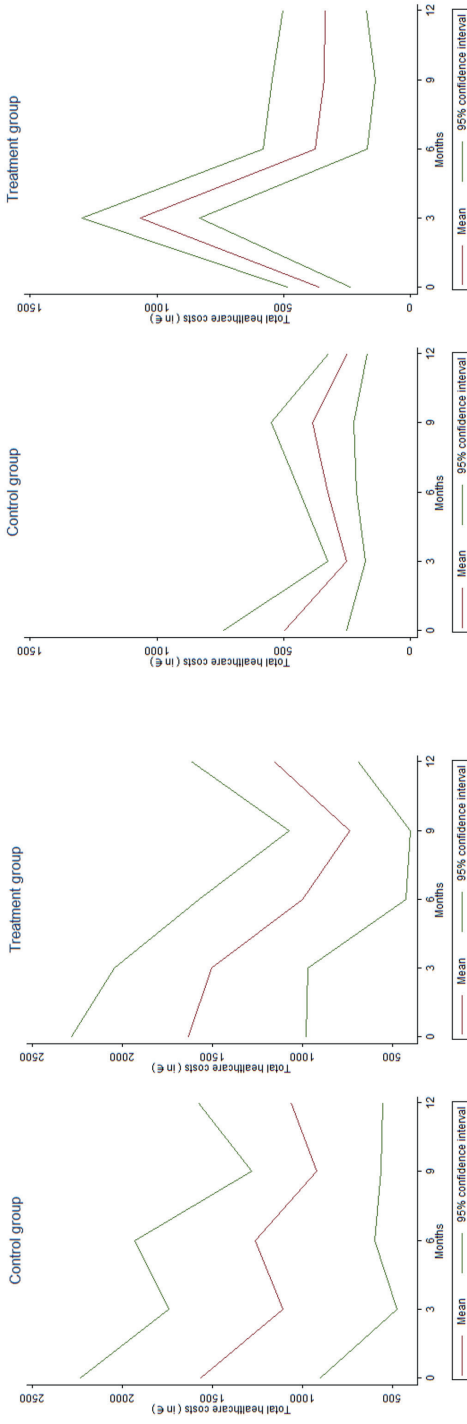 Control group
Total healthcare costs ( in € )
2500
2000
1500
1000
500
0 3 6 9 12
Months
Mean 95% confidence interval
Treatment group
Total healthcare costs ( in € )
2500
2000
1500
1000
500
0 3 6 9 12
Months
Mean 95% confidence interval
Control group
Total healthcare costs ( in € )
1500
1000
500
0
0 3 6 9 12
Months
Mean 95% confidence interval
Treatment group
Total healthcare costs ( in € )
1500
1000
500
0
0 3 6 9 12
Months
Mean 95% confidence interval